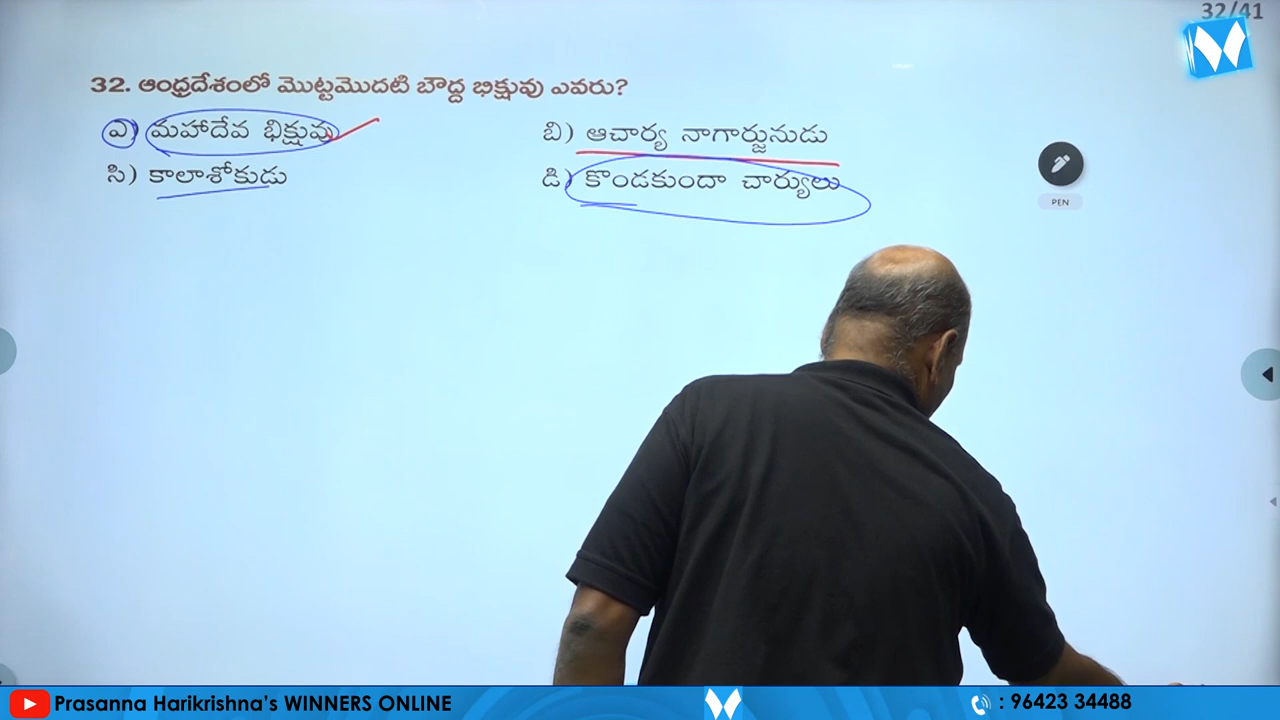 32/41
32. ఆంధ్రదేశంలో మొట్టమొదటి బౌద్ధ భిక్షువు ఎవరు?
ఎ) మహాదేవ భిక్షువు
బి) ఆచార్య నాగార్జునుడు
సి) కాలాశోకుడు
డి) కొండకుందా చార్యులు
PEN
Prasanna Harikrishna's WINNERS ONLINE
: 96423 34488